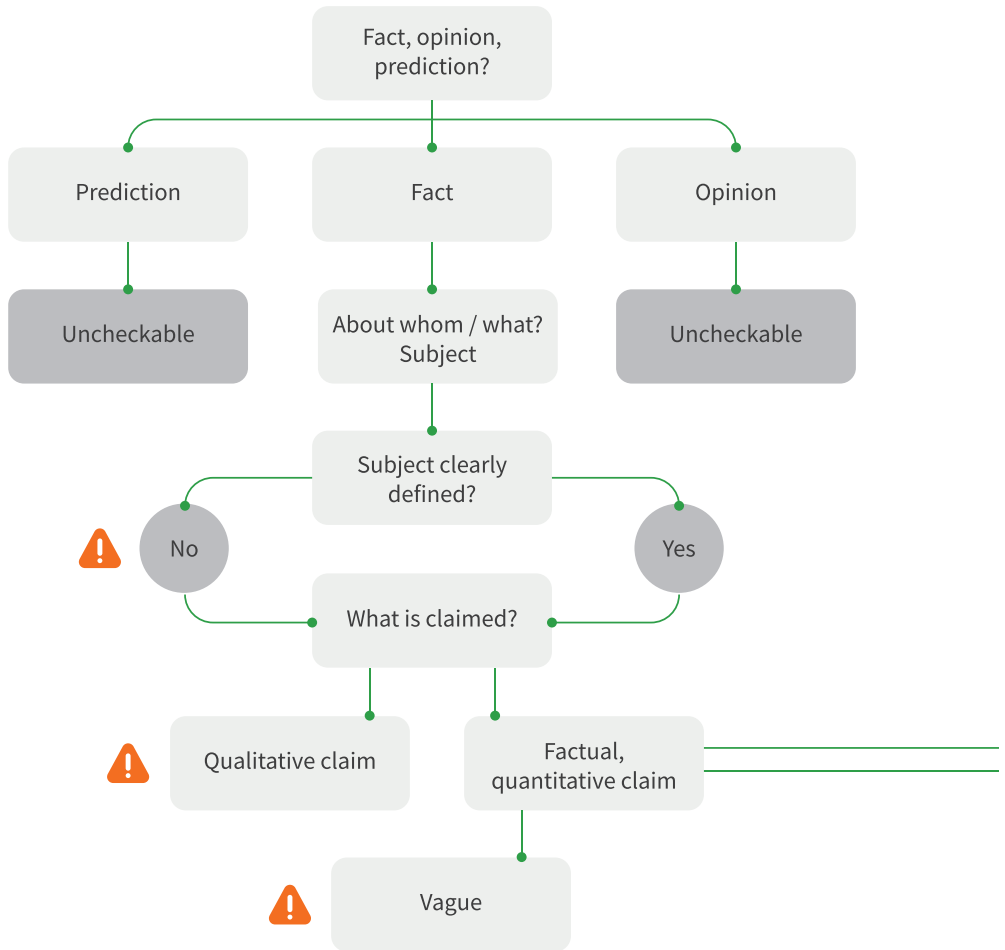 Fact, opinion,
prediction?
Prediction
Fact
Opinion
Uncheckable
About whom / what?
Subject
Uncheckable
Subject clearly
defined?
No
Yes
What is claimed?
Qualitative claim
Factual,
quantitative claim
Vague